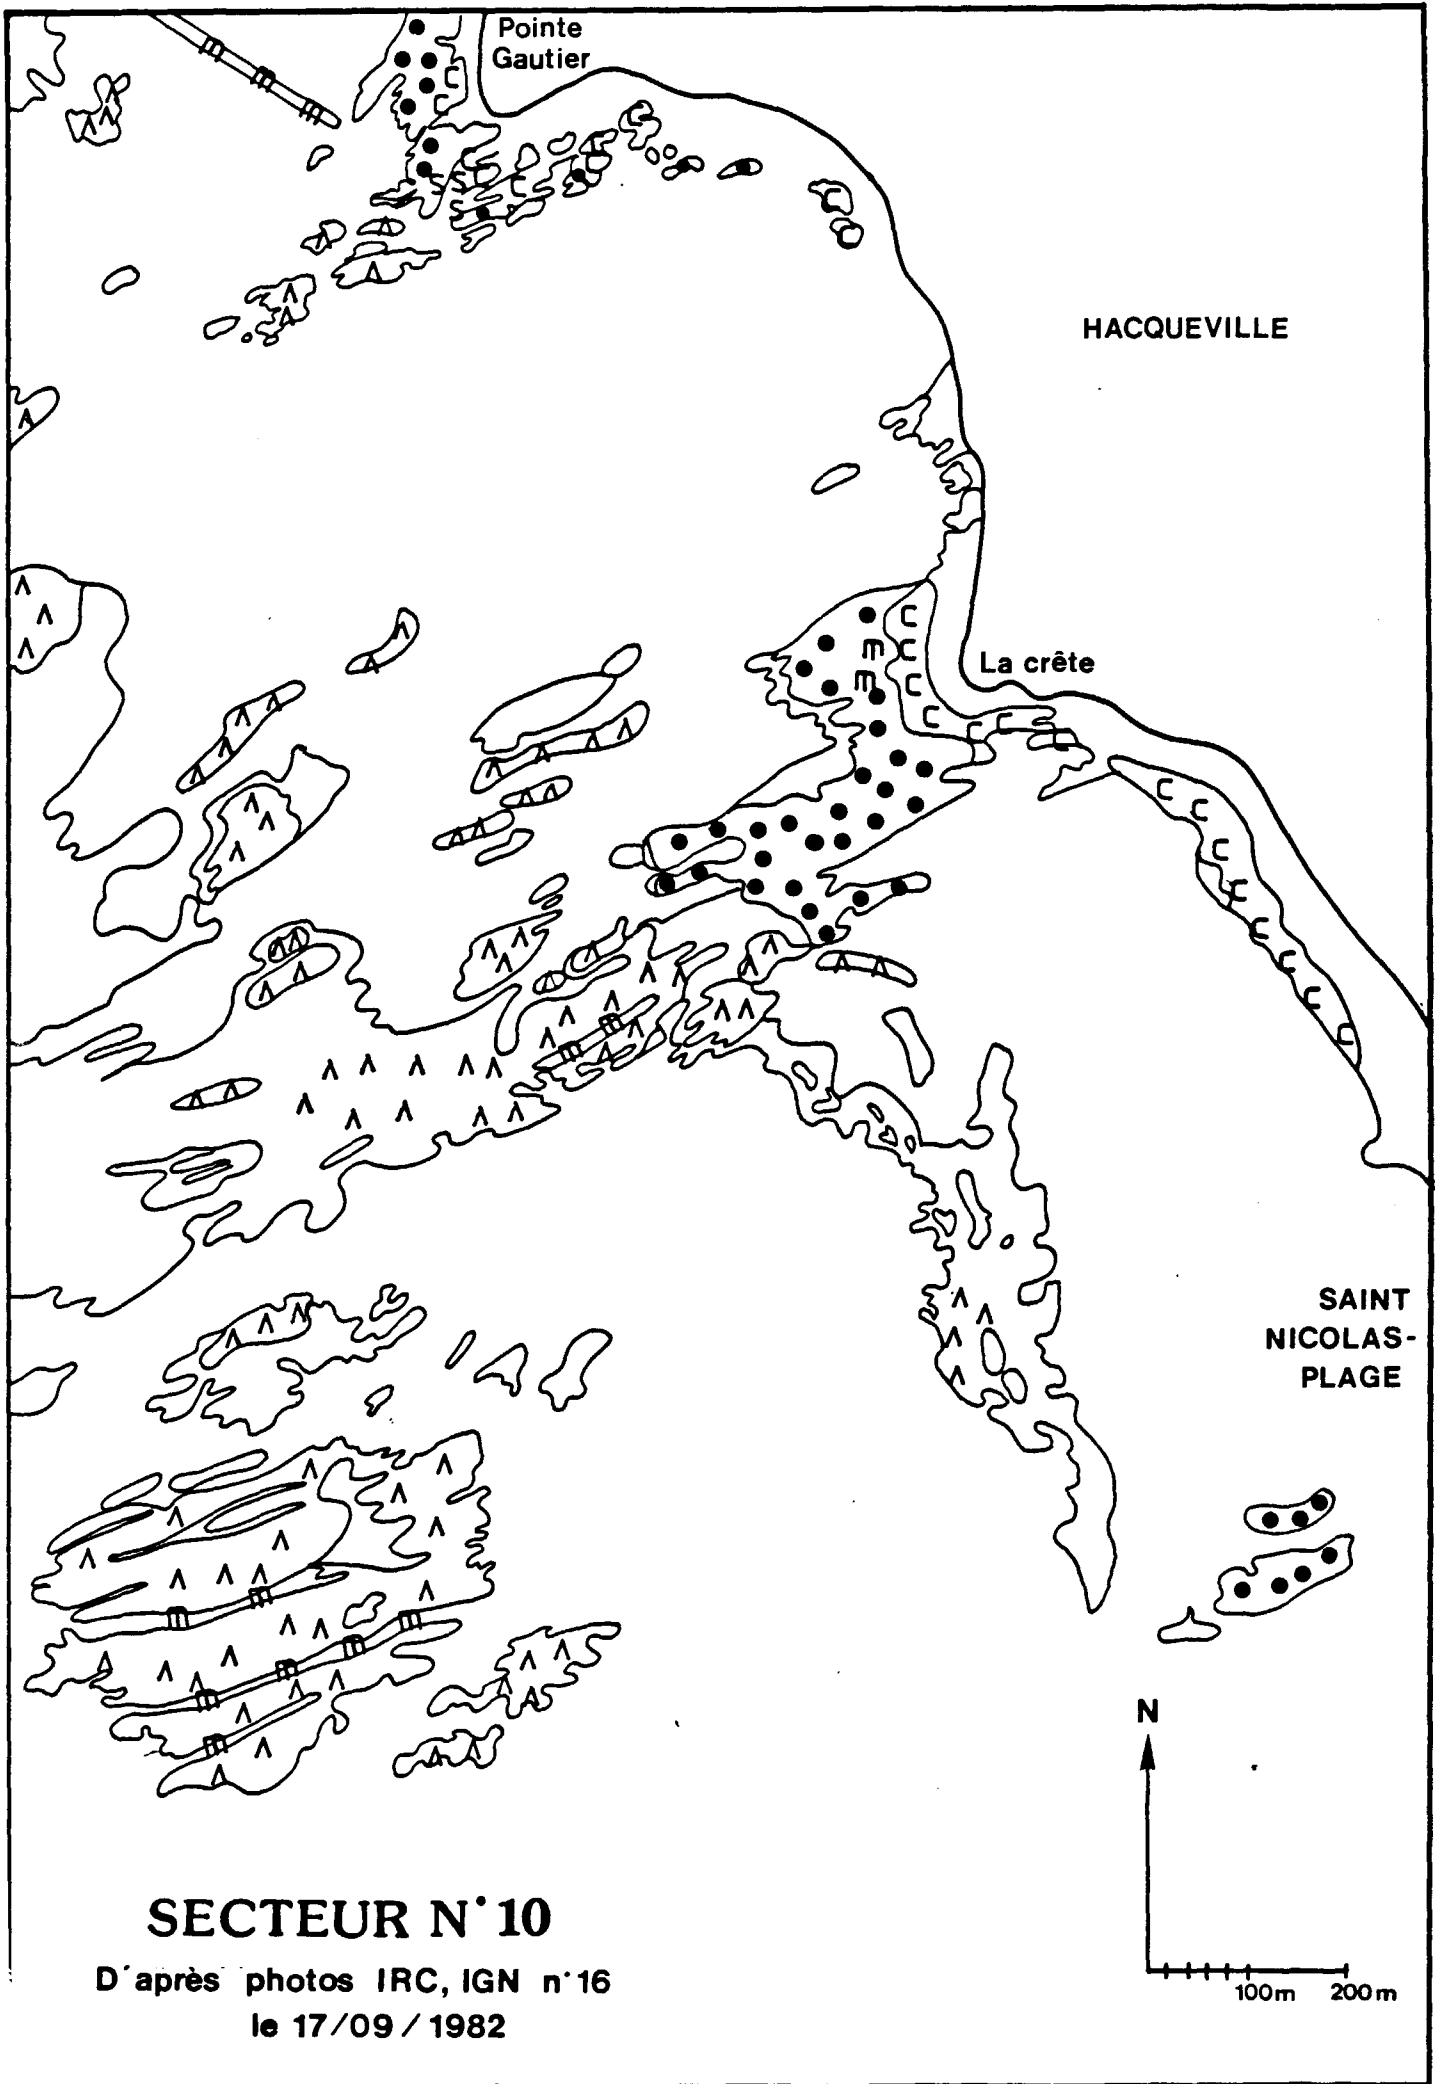 Pointe
Gautier
HACQUEVILLE
La crête
SAINT
NICOLAS-
PLAGE
N
100m 200m
SECTEUR N°10
D'après photos IRC, IGN n°16
le 17/09/1982